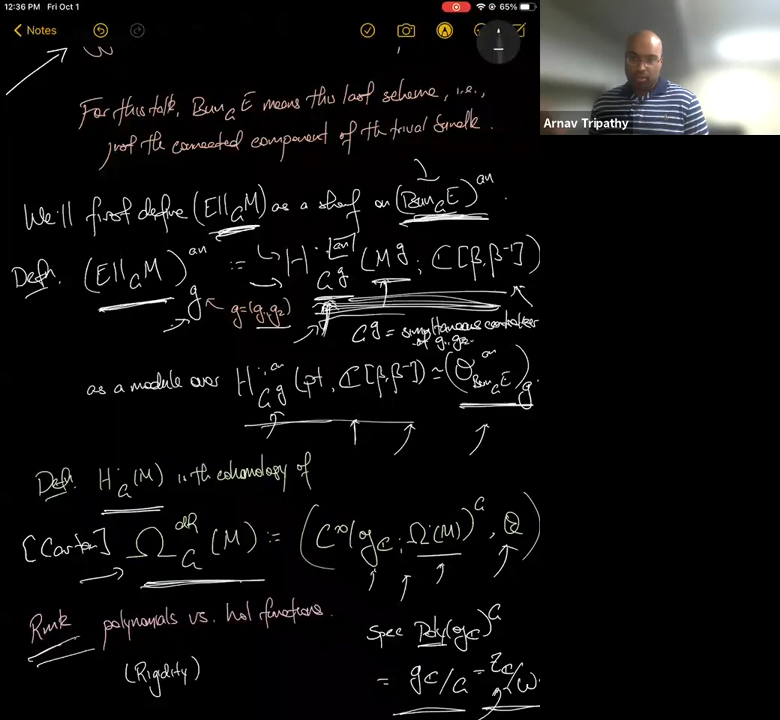 12:36 PM Fri Oct 1
65%
Notes
Arnav Tripathy
For this talk, Bun_G E means this last scheme, i.e.,
just the connected component of the trivial bundle.
We'll first define (Ell_G M) as a sheaf on (Bun_G E)^an.
Defn. (Ell_G M)^an_g := H^{·[an]}_{G^g} (M^g; C[β, β^-1])
g = (g_1, g_2)
G^g = simultaneous centralizer
of g_1, g_2.
as a module over H^{·,an}_{G^g} (pt, C[β, β^-1]) ≃ (O^an_{Bun_G E})_g.
Defn. H^·_G (M) is the cohomology of
[Cartan] Ω^·_G (M) := (C^∞(g_C; Ω^·(M))^G, Q)
Rmk polynomials vs. hol functions.
(Rigidity)
Spec Poly(g_C)^G
= g_C/G = t_C/W.